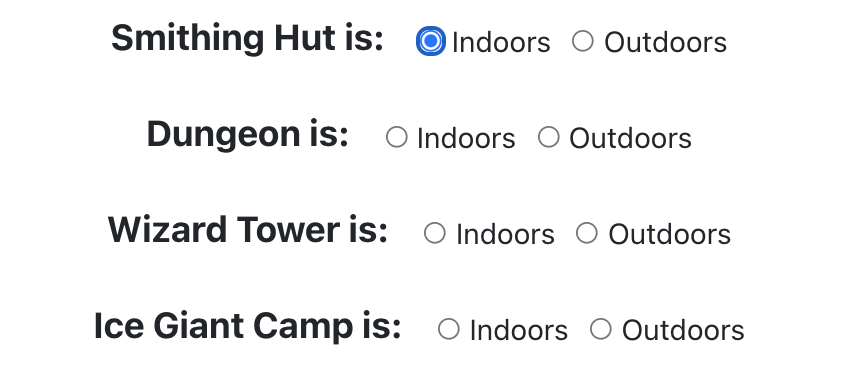 Smithing Hut is: Indoors Outdoors
Dungeon is: Indoors Outdoors
Wizard Tower is: Indoors Outdoors
Ice Giant Camp is: Indoors Outdoors